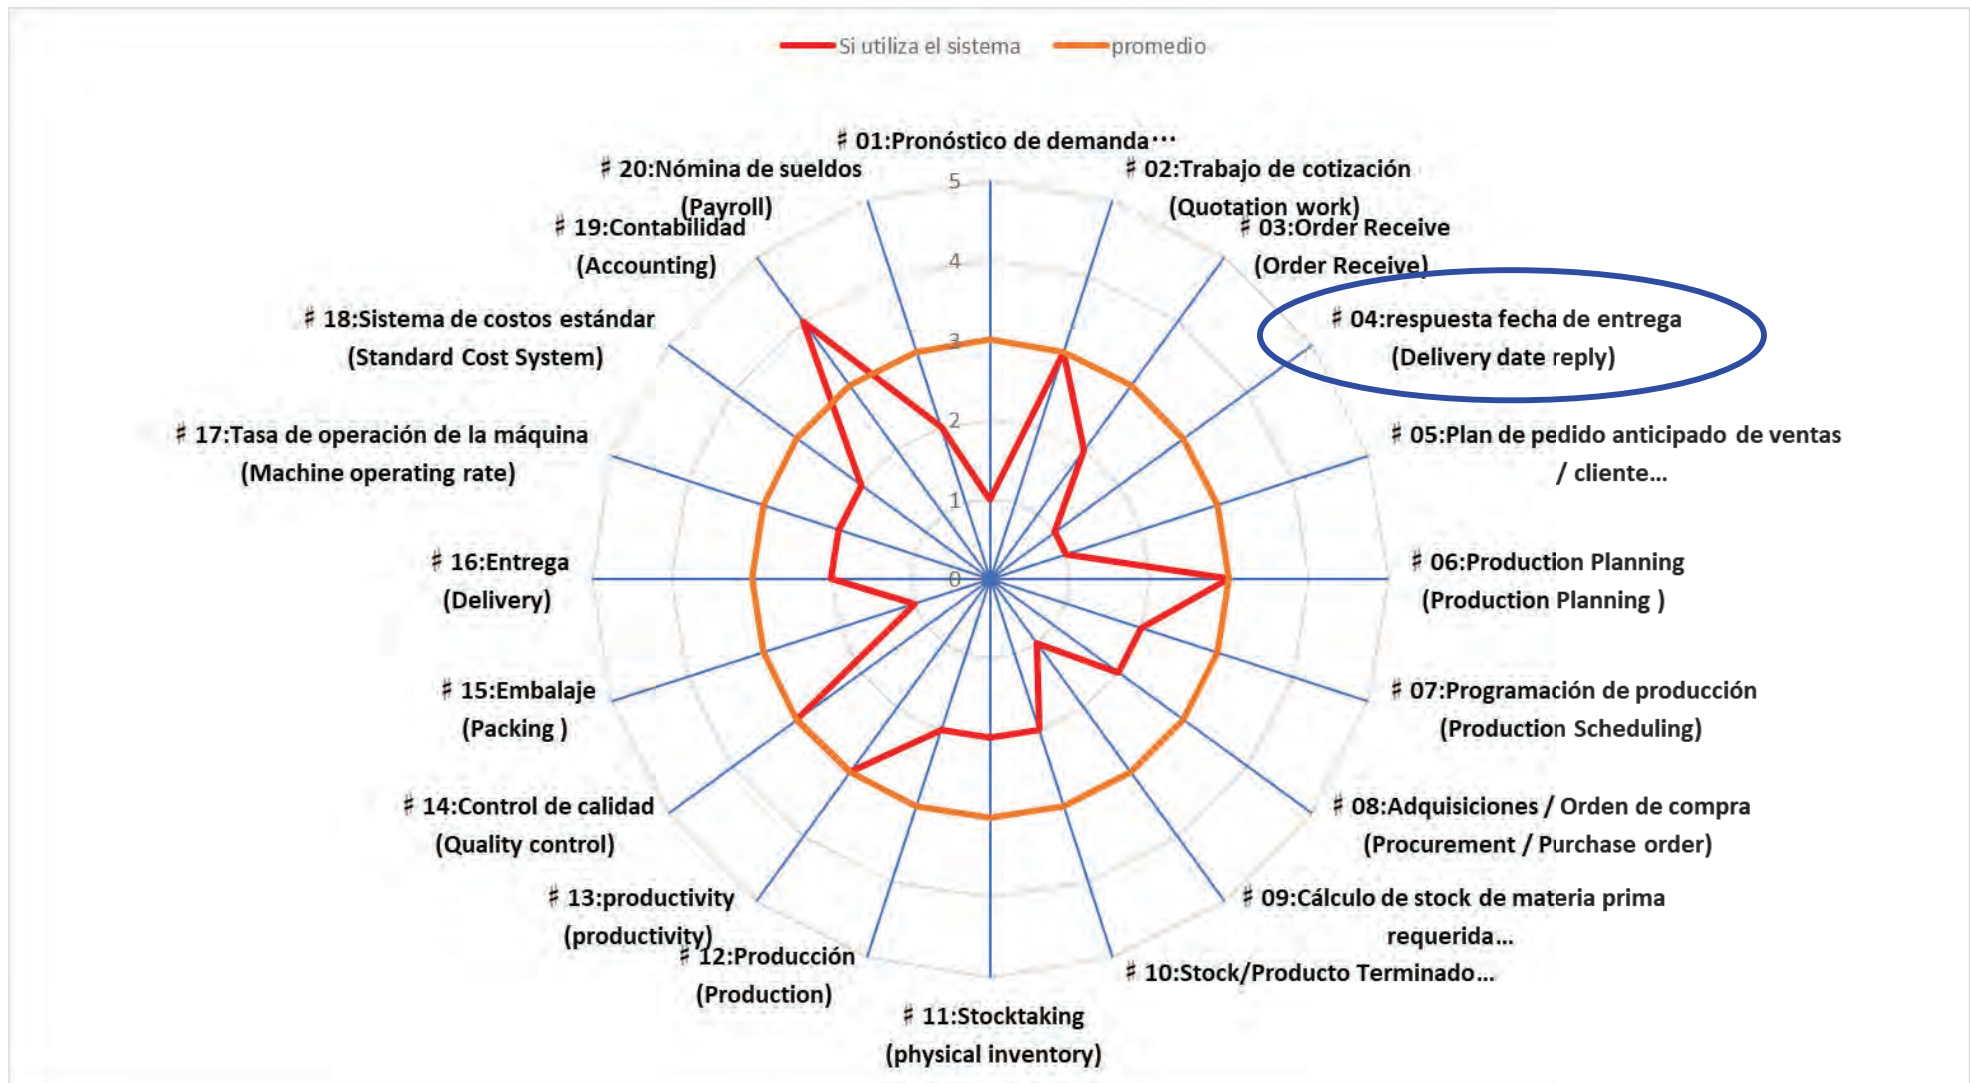 Si utiliza el sistema promedio
♯ 01:Pronóstico de demanda…
♯ 02:Trabajo de cotización
(Quotation work)
♯ 03:Order Receive
(Order Receive)
♯ 04:respuesta fecha de entrega
(Delivery date reply)
♯ 05:Plan de pedido anticipado de ventas
/ cliente…
♯ 06:Production Planning
(Production Planning )
♯ 07:Programación de producción
(Production Scheduling)
♯ 08:Adquisiciones / Orden de compra
(Procurement / Purchase order)
♯ 09:Cálculo de stock de materia prima
requerida…
♯ 10:Stock/Producto Terminado…
♯ 11:Stocktaking
(physical inventory)
♯ 12:Producción
(Production)
♯ 13:productivity
(productivity)
♯ 14:Control de calidad
(Quality control)
♯ 15:Embalaje
(Packing )
♯ 16:Entrega
(Delivery)
♯ 17:Tasa de operación de la máquina
(Machine operating rate)
♯ 18:Sistema de costos estándar
(Standard Cost System)
♯ 19:Contabilidad
(Accounting)
♯ 20:Nómina de sueldos
(Payroll)
5
4
3
2
1
0